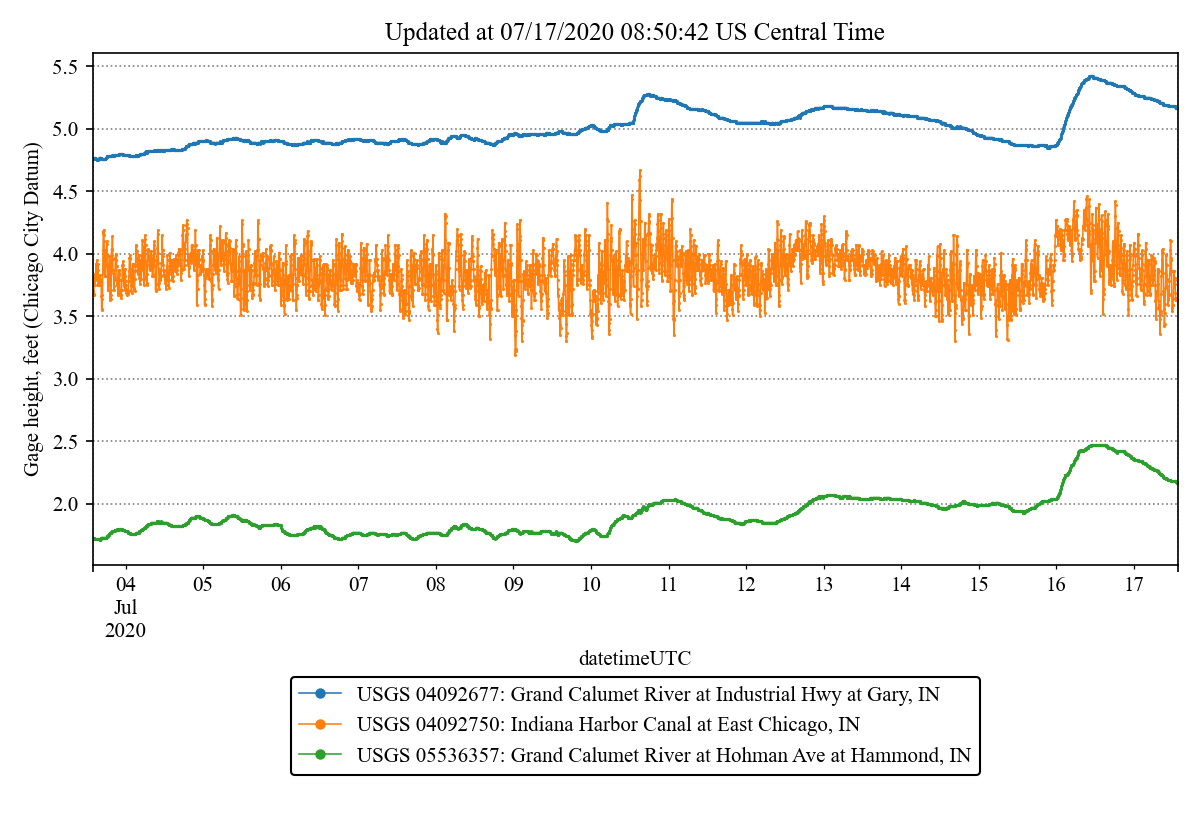 Updated at 07/17/2020 08:50:42 US Central Time
Gage height, feet (Chicago City Datum)
5.5
5.0
4.5
4.0
3.5
3.0
2.5
2.0
04 05 06 07 08 09 10 11 12 13 14 15 16 17
Jul
2020
datetimeUTC
USGS 04092677: Grand Calumet River at Industrial Hwy at Gary, IN
USGS 04092750: Indiana Harbor Canal at East Chicago, IN
USGS 05536357: Grand Calumet River at Hohman Ave at Hammond, IN